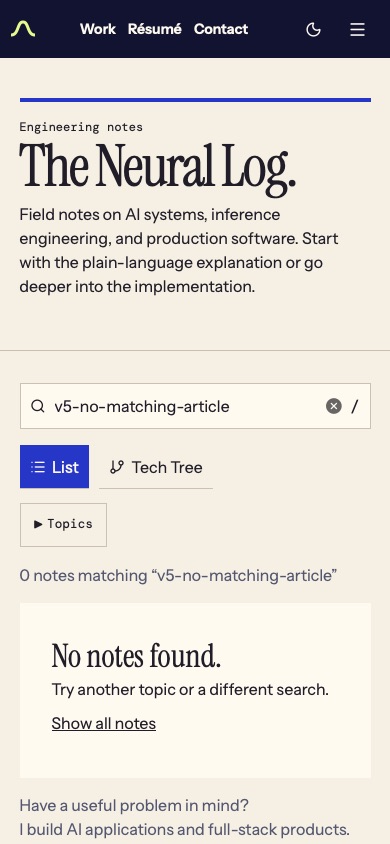 Work Résumé Contact
Engineering notes
The Neural Log.
Field notes on AI systems, inference
engineering, and production software. Start
with the plain-language explanation or go
deeper into the implementation.
v5-no-matching-article /
List Tech Tree
Topics
0 notes matching “v5-no-matching-article”
No notes found.
Try another topic or a different search.
Show all notes
Have a useful problem in mind?
I build AI applications and full-stack products.